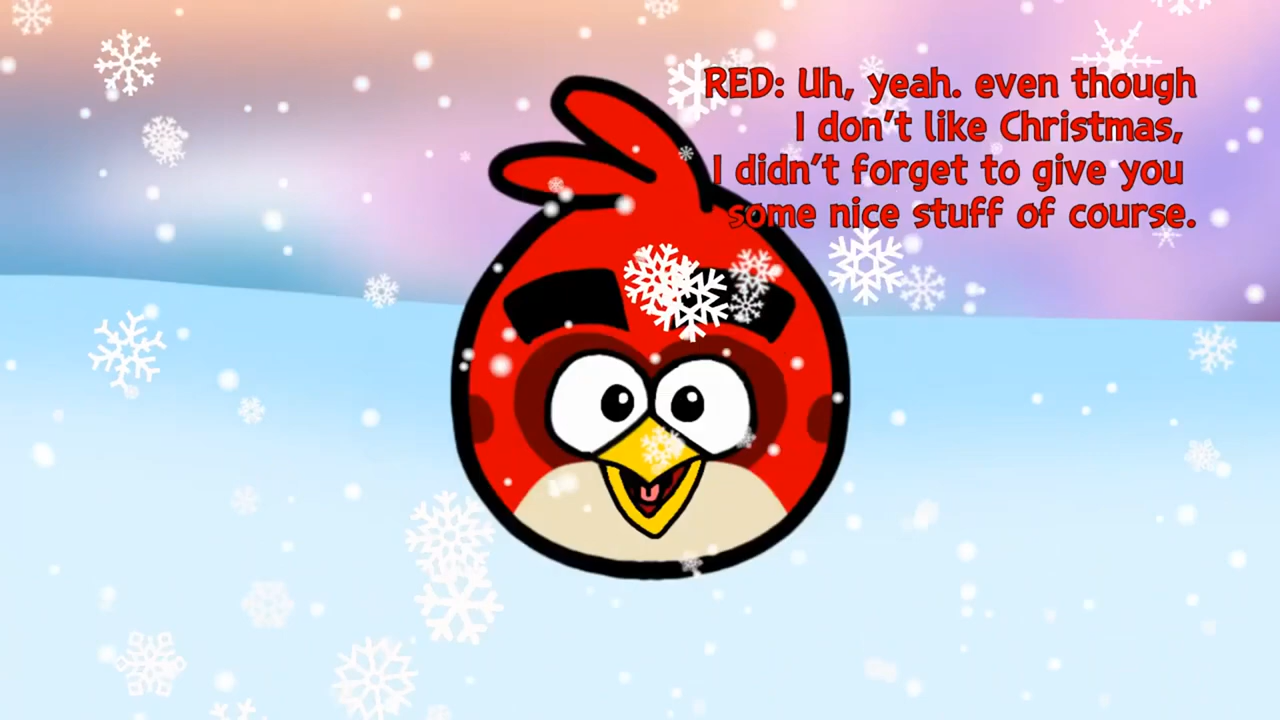 RED: Uh, yeah. even though
I don't like Christmas,
I didn't forget to give you
some nice stuff of course.